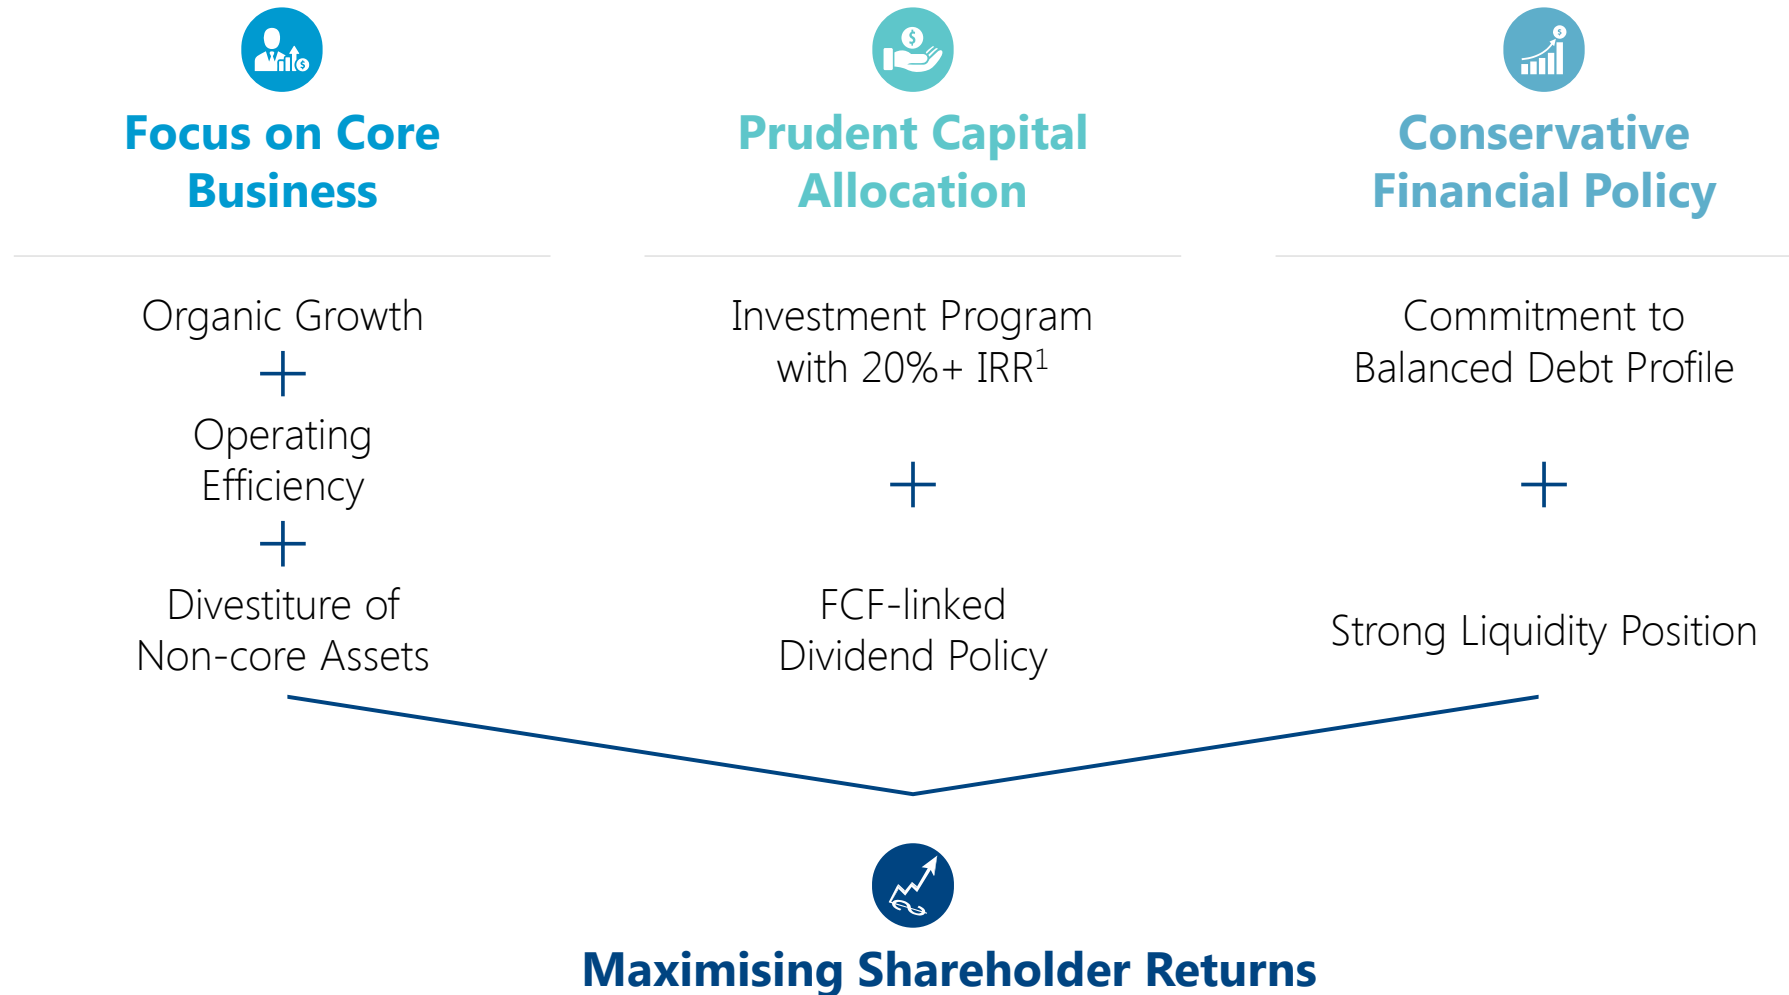 Focus on Core
Business
Organic Growth
+
Operating
Efficiency
+
Divestiture of
Non-core Assets
Prudent Capital
Allocation
Investment Program
with 20%+ IRR¹
+
FCF-linked
Dividend Policy
Conservative
Financial Policy
Commitment to
Balanced Debt Profile
+
Strong Liquidity Position
Maximising Shareholder Returns